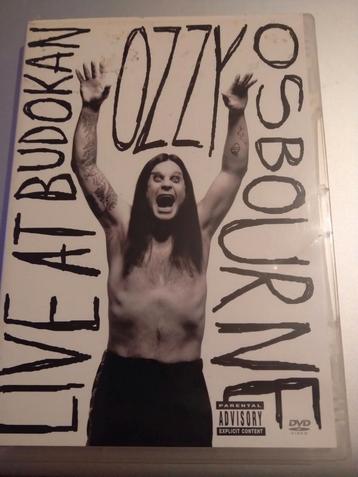 OZZY
OSBOURNE
LIVE AT BUDOKAN
PARENTAL
ADVISORY
EXPLICIT CONTENT
DVD
VIDEO